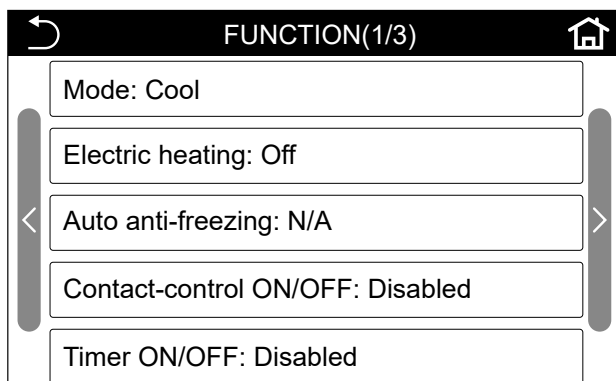 FUNCTION(1/3)
Mode: Cool
Electric heating: Off
Auto anti-freezing: N/A
Contact-control ON/OFF: Disabled
Timer ON/OFF: Disabled